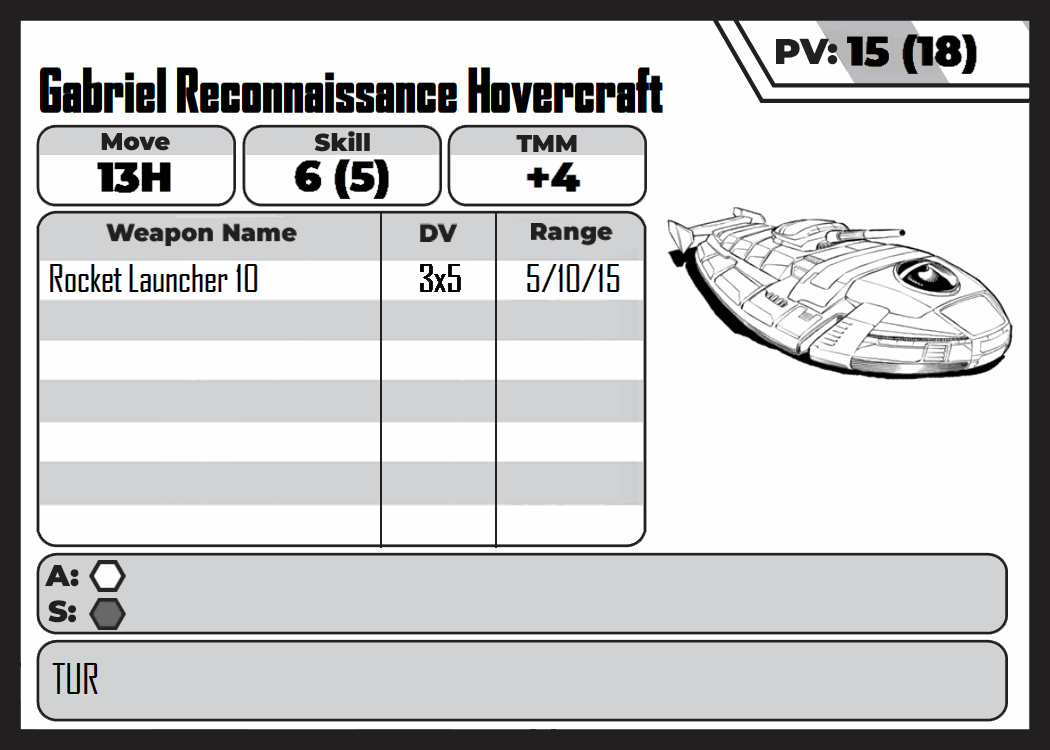 PV: 15 (18)
Gabriel Reconnaissance Hovercraft
Move Skill TMM
13H 6 (5) +4
Weapon Name DV Range
Rocket Launcher 10 3x5 5/10/15
A:
S:
TUR